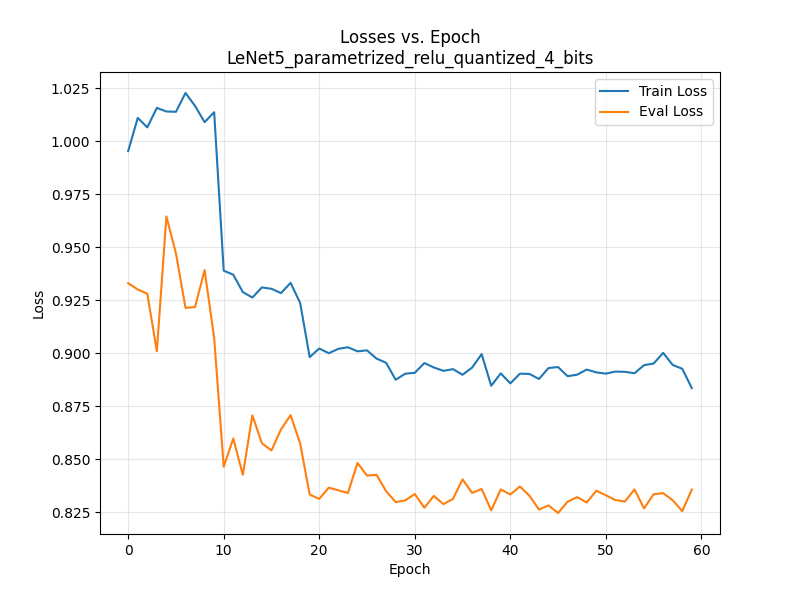 Losses vs. Epoch
LeNet5_parametrized_relu_quantized_4_bits
Train Loss
Eval Loss
1.025
1.000
0.975
0.950
0.925
0.900
0.875
0.850
0.825
Loss
0 10 20 30 40 50 60
Epoch